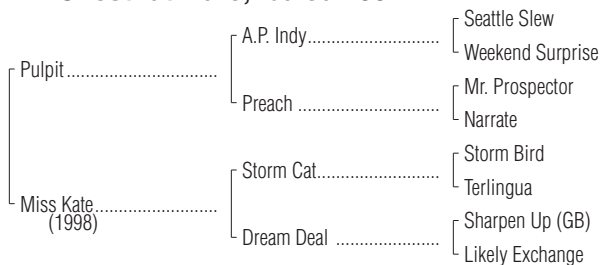 Seattle Slew
A.P. Indy
Weekend Surprise
Pulpit
Mr. Prospector
Preach
Narrate
Storm Bird
Storm Cat
Terlingua
Miss Kate
(1998)
Sharpen Up (GB)
Dream Deal
Likely Exchange